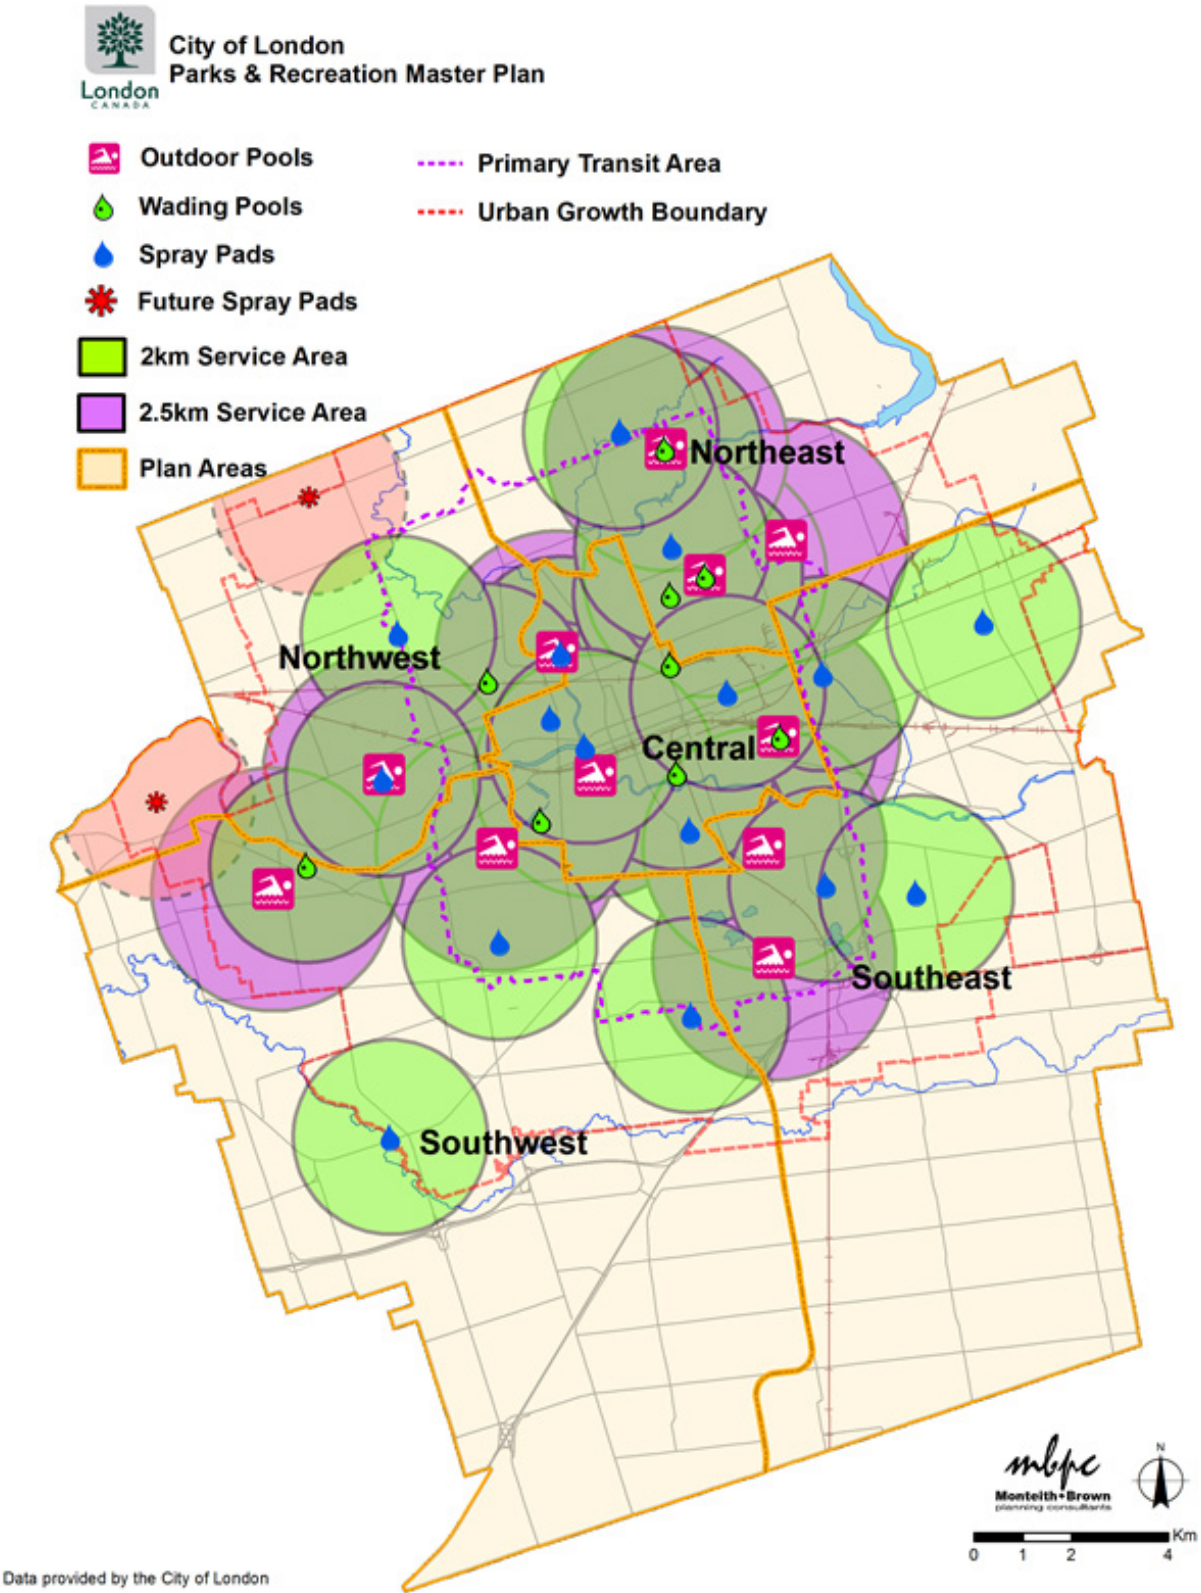 City of London
Parks & Recreation Master Plan
London
CANADA
Outdoor Pools
Wading Pools
Spray Pads
Future Spray Pads
2km Service Area
2.5km Service Area
Plan Areas
Primary Transit Area
Urban Growth Boundary
Northeast
Northwest
Central
Southeast
Southwest
mbpc
Monteith+Brown
planning consultants
N
Km
0 1 2 4
Data provided by the City of London